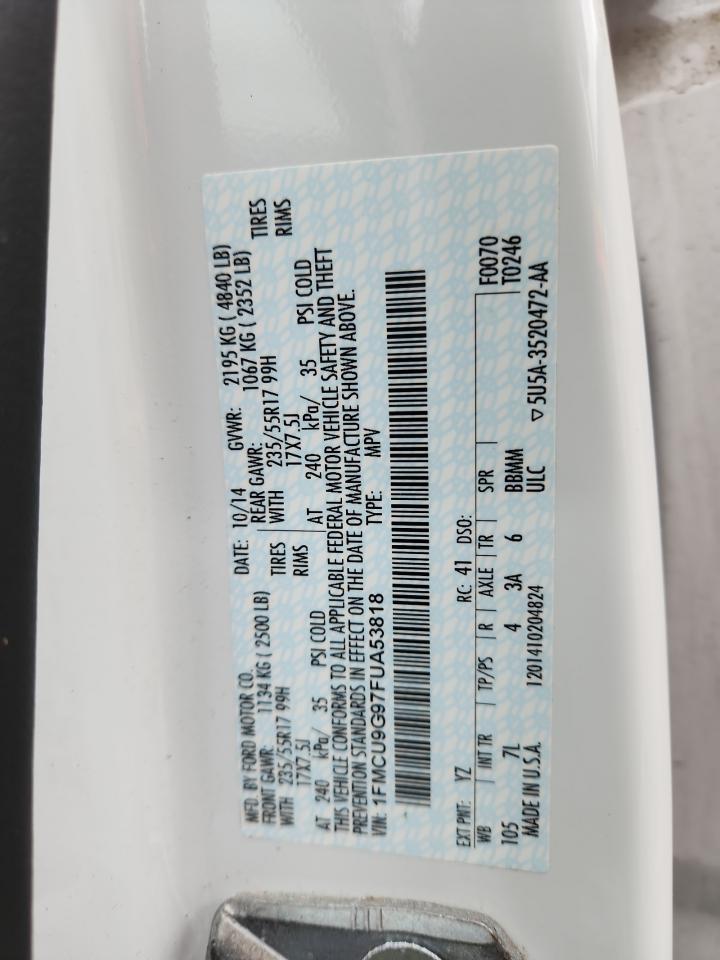 MFD. BY FORD MOTOR CO. DATE: 10/14 GVWR: 2195 KG ( 4840 LB)
FRONT GAWR: 1134 KG ( 2500 LB) REAR GAWR: 1067 KG ( 2352 LB)
WITH 235/55R17 99H TIRES WITH 235/55R17 99H TIRES
17X7.5J RIMS 17X7.5J RIMS
AT 240 kPa/ 35 PSI COLD AT 240 kPa/ 35 PSI COLD
THIS VEHICLE CONFORMS TO ALL APPLICABLE FEDERAL MOTOR VEHICLE SAFETY AND THEFT
PREVENTION STANDARDS IN EFFECT ON THE DATE OF MANUFACTURE SHOWN ABOVE.
VIN: 1FMCU9G97FUA53818 TYPE: MPV
EXT PNT: YZ RC: 41 DSO: F0070
WB INT TR TP/PS R AXLE TR SPR T0246
105 7L 4 3A 6 BBMM
MADE IN U.S.A. 1201410204824 ULC ▽5U5A-3520472-AA